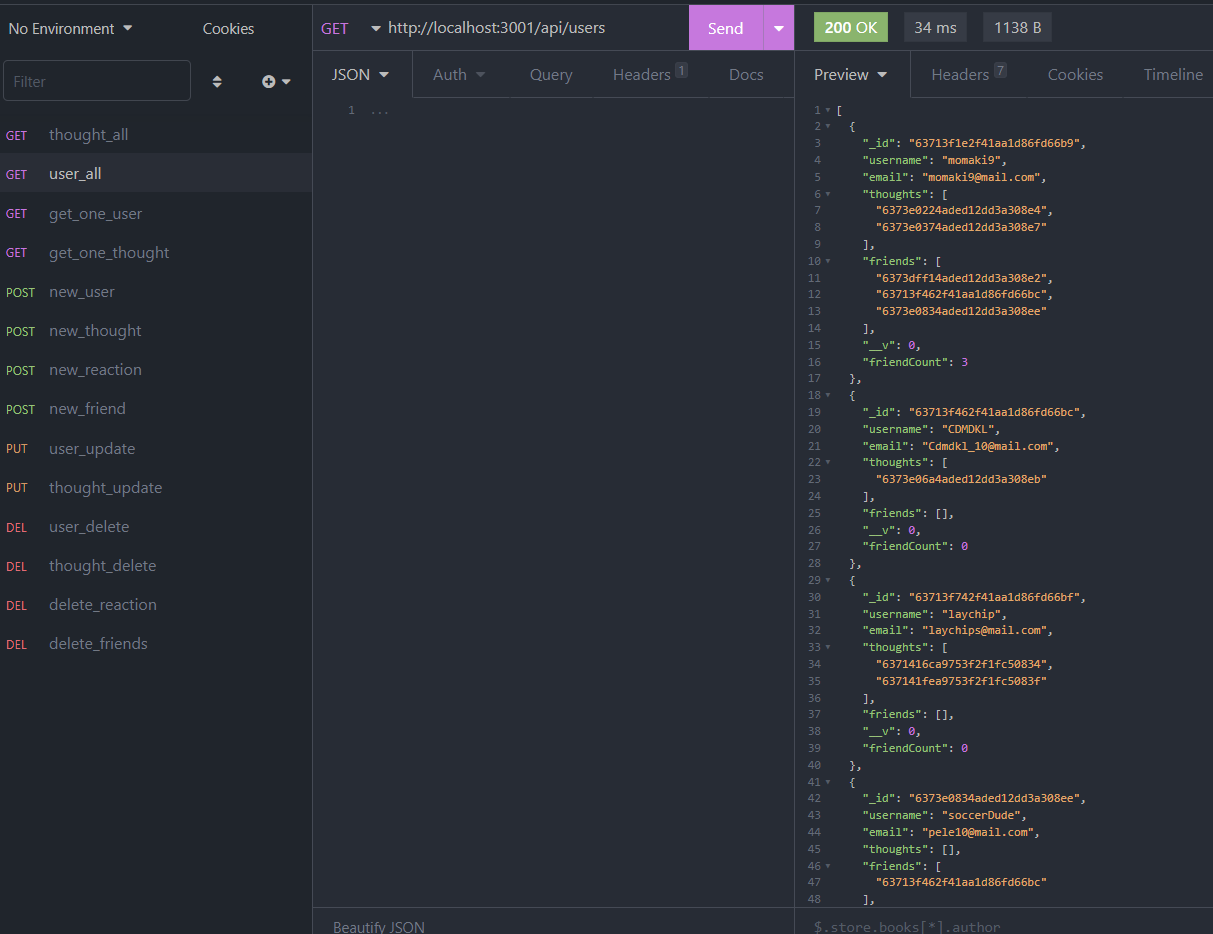 No Environment
Cookies
Filter
GET thought_all
GET user_all
GET get_one_user
GET get_one_thought
POST new_user
POST new_thought
POST new_reaction
POST new_friend
PUT user_update
PUT thought_update
DEL user_delete
DEL thought_delete
DEL delete_reaction
DEL delete_friends
GET http://localhost:3001/api/users Send
JSON Auth Query Headers 1 Docs
1 ...
Beautify JSON
200 OK 34 ms 1138 B
Preview Headers 7 Cookies Timeline
1 [
2 {
3 "_id": "63713f1e2f41aa1d86fd66b9",
4 "username": "momaki9",
5 "email": "momaki9@mail.com",
6 "thoughts": [
7 "6373e0224aded12dd3a308e4",
8 "6373e0374aded12dd3a308e7"
9 ],
10 "friends": [
11 "6373dff14aded12dd3a308e2",
12 "63713f462f41aa1d86fd66bc",
13 "6373e0834aded12dd3a308ee"
14 ],
15 "__v": 0,
16 "friendCount": 3
17 },
18 {
19 "_id": "63713f462f41aa1d86fd66bc",
20 "username": "CDMDKL",
21 "email": "Cdmdkl_10@mail.com",
22 "thoughts": [
23 "6373e06a4aded12dd3a308eb"
24 ],
25 "friends": [],
26 "__v": 0,
27 "friendCount": 0
28 },
29 {
30 "_id": "63713f742f41aa1d86fd66bf",
31 "username": "laychip",
32 "email": "laychips@mail.com",
33 "thoughts": [
34 "6371416ca9753f2f1fc50834",
35 "637141fea9753f2f1fc5083f"
36 ],
37 "friends": [],
38 "__v": 0,
39 "friendCount": 0
40 },
41 {
42 "_id": "6373e0834aded12dd3a308ee",
43 "username": "soccerDude",
44 "email": "pele10@mail.com",
45 "thoughts": [],
46 "friends": [
47 "63713f462f41aa1d86fd66bc"
48 ],
$.store.books[*].author